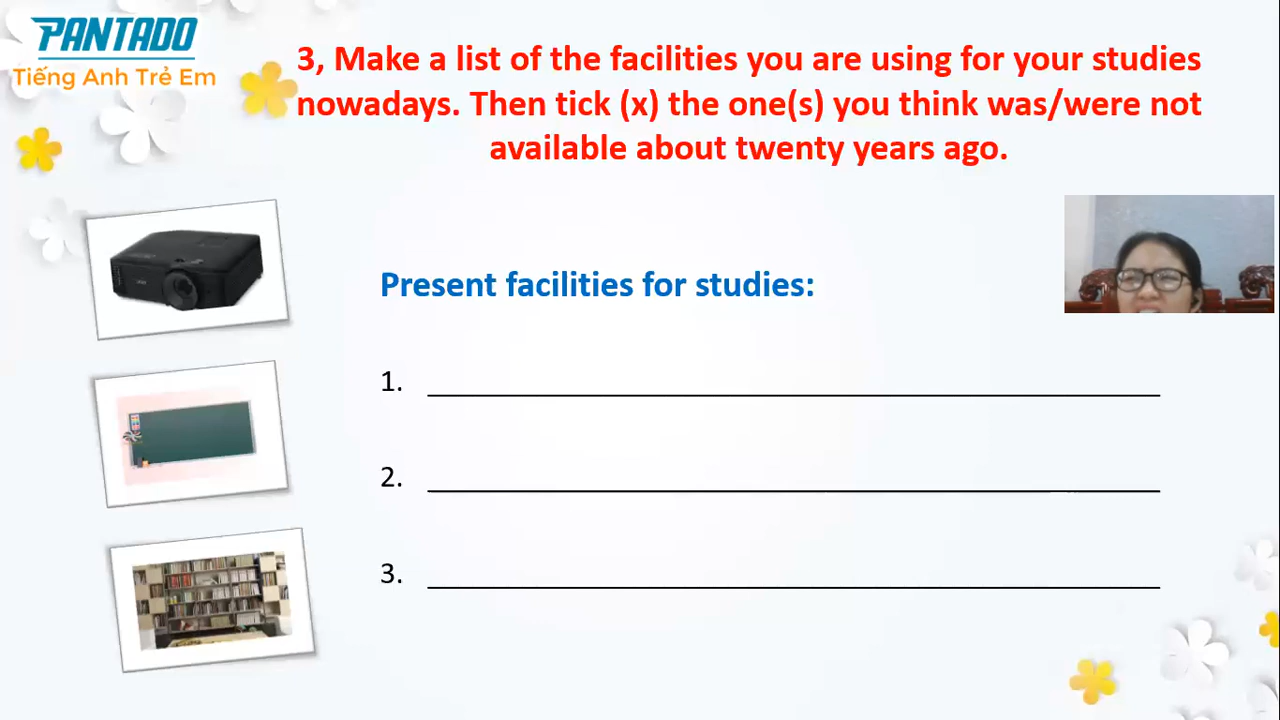 PANTADO
Tiếng Anh Trẻ Em
3, Make a list of the facilities you are using for your studies
nowadays. Then tick (x) the one(s) you think was/were not
available about twenty years ago.
Present facilities for studies:
1.
2.
3.